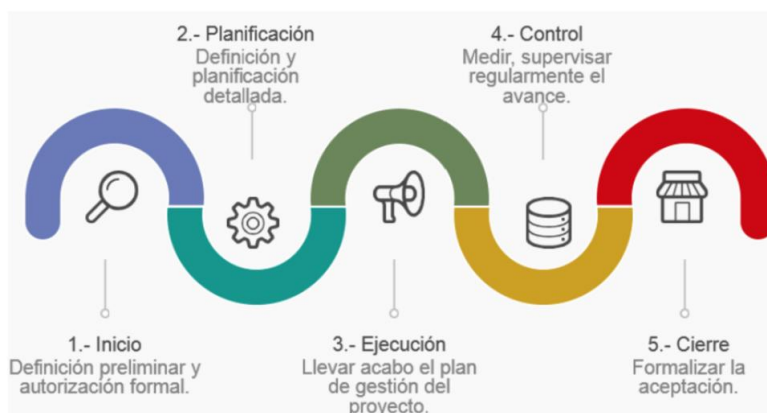 1.- Inicio
Definición preliminar y
autorización formal.
2.- Planificación
Definición y
planificación
detallada.
3.- Ejecución
Llevar acabo el plan
de gestión del
proyecto.
4.- Control
Medir, supervisar
regularmente el
avance.
5.- Cierre
Formalizar la
aceptación.